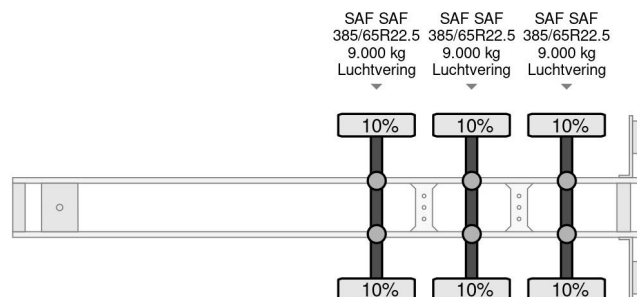 SAF SAF SAF SAF SAF SAF
385/65R22.5 385/65R22.5 385/65R22.5
9.000 kg 9.000 kg 9.000 kg
Luchtvering Luchtvering Luchtvering
10% 10% 10%
10% 10% 10%